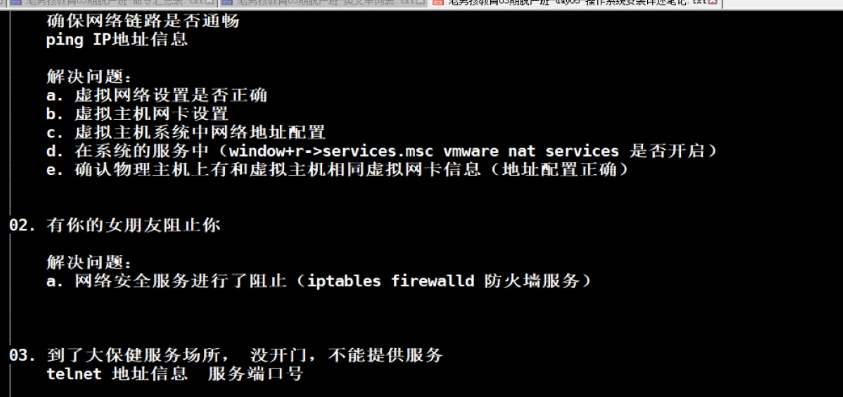 确保网络链路是否通畅
ping IP地址信息
解决问题:
a. 虚拟网络设置是否正确
b. 虚拟主机网卡设置
c. 虚拟主机系统中网络地址配置
d. 在系统的服务中（window+r->services.msc vmware nat services 是否开启）
e. 确认物理主机上有和虚拟主机相同虚拟网卡信息（地址配置正确）
02. 有你的女朋友阻止你
解决问题:
a. 网络安全服务进行了阻止（iptables firewalld 防火墙服务）
03. 到了大保健服务场所， 没开门，不能提供服务
telnet 地址信息 服务端口号